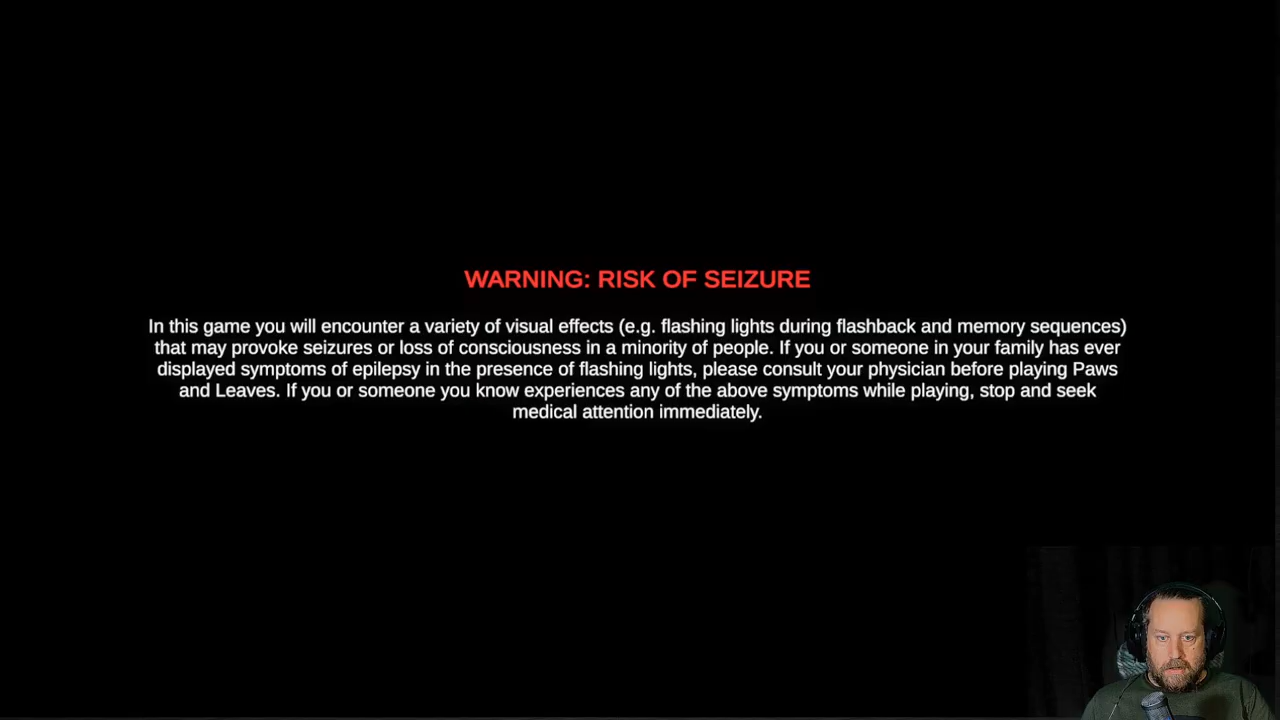 WARNING: RISK OF SEIZURE
In this game you will encounter a variety of visual effects (e.g. flashing lights during flashback and memory sequences)
that may provoke seizures or loss of consciousness in a minority of people. If you or someone in your family has ever
displayed symptoms of epilepsy in the presence of flashing lights, please consult your physician before playing Paws
and Leaves. If you or someone you know experiences any of the above symptoms while playing, stop and seek
medical attention immediately.